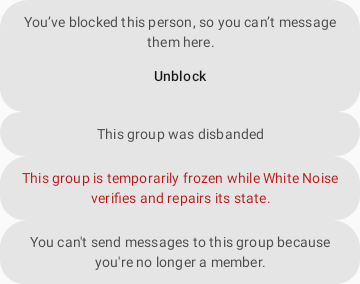 You’ve blocked this person, so you can’t message
them here.
Unblock
This group was disbanded
This group is temporarily frozen while White Noise
verifies and repairs its state.
You can't send messages to this group because
you're no longer a member.